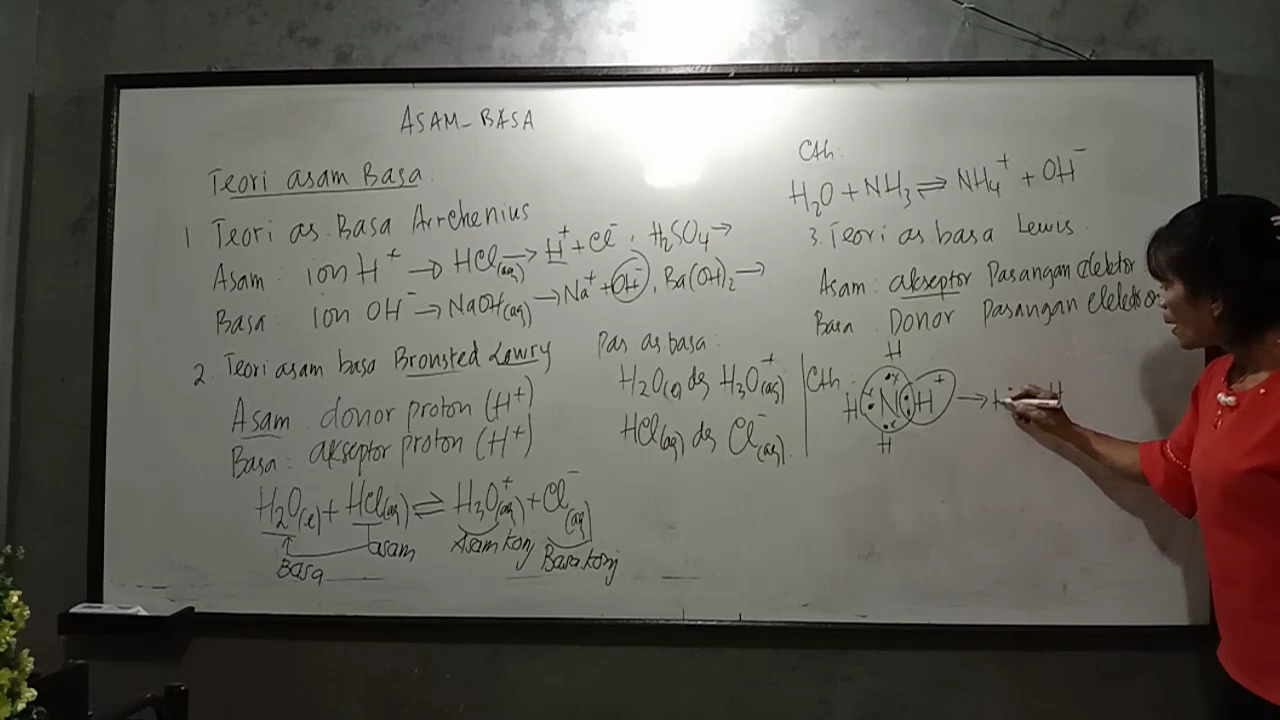 ASAM-BASA
Teori asam Basa
1. Teori as. Basa Arrhenius
Asam : ion H⁺ → HCl(aq) → H⁺ + Cl⁻, H₂SO₄ →
Basa : ion OH⁻ → NaOH(aq) → Na⁺ + OH⁻, Ba(OH)₂ →
2. Teori asam basa Bronsted Lowry
Asam donor proton (H⁺)
Basa : akseptor proton (H⁺)
H₂O(l) + HCl(aq) ⇌ H₃O⁺(aq) + Cl⁻(aq)
asam Asam konj Basa konj
Basa
Pas as basa :
H₂O(l) dg H₃O⁺(aq)
HCl(aq) dg Cl⁻(aq).
Cth :
H₂O + NH₃ ⇌ NH₄⁺ + OH⁻
3. Teori as basa Lewis
Asam : akseptor Pasangan elektron
Basa : Donor Pasangan elektron
H
Cth : H N H⁺ → H
H